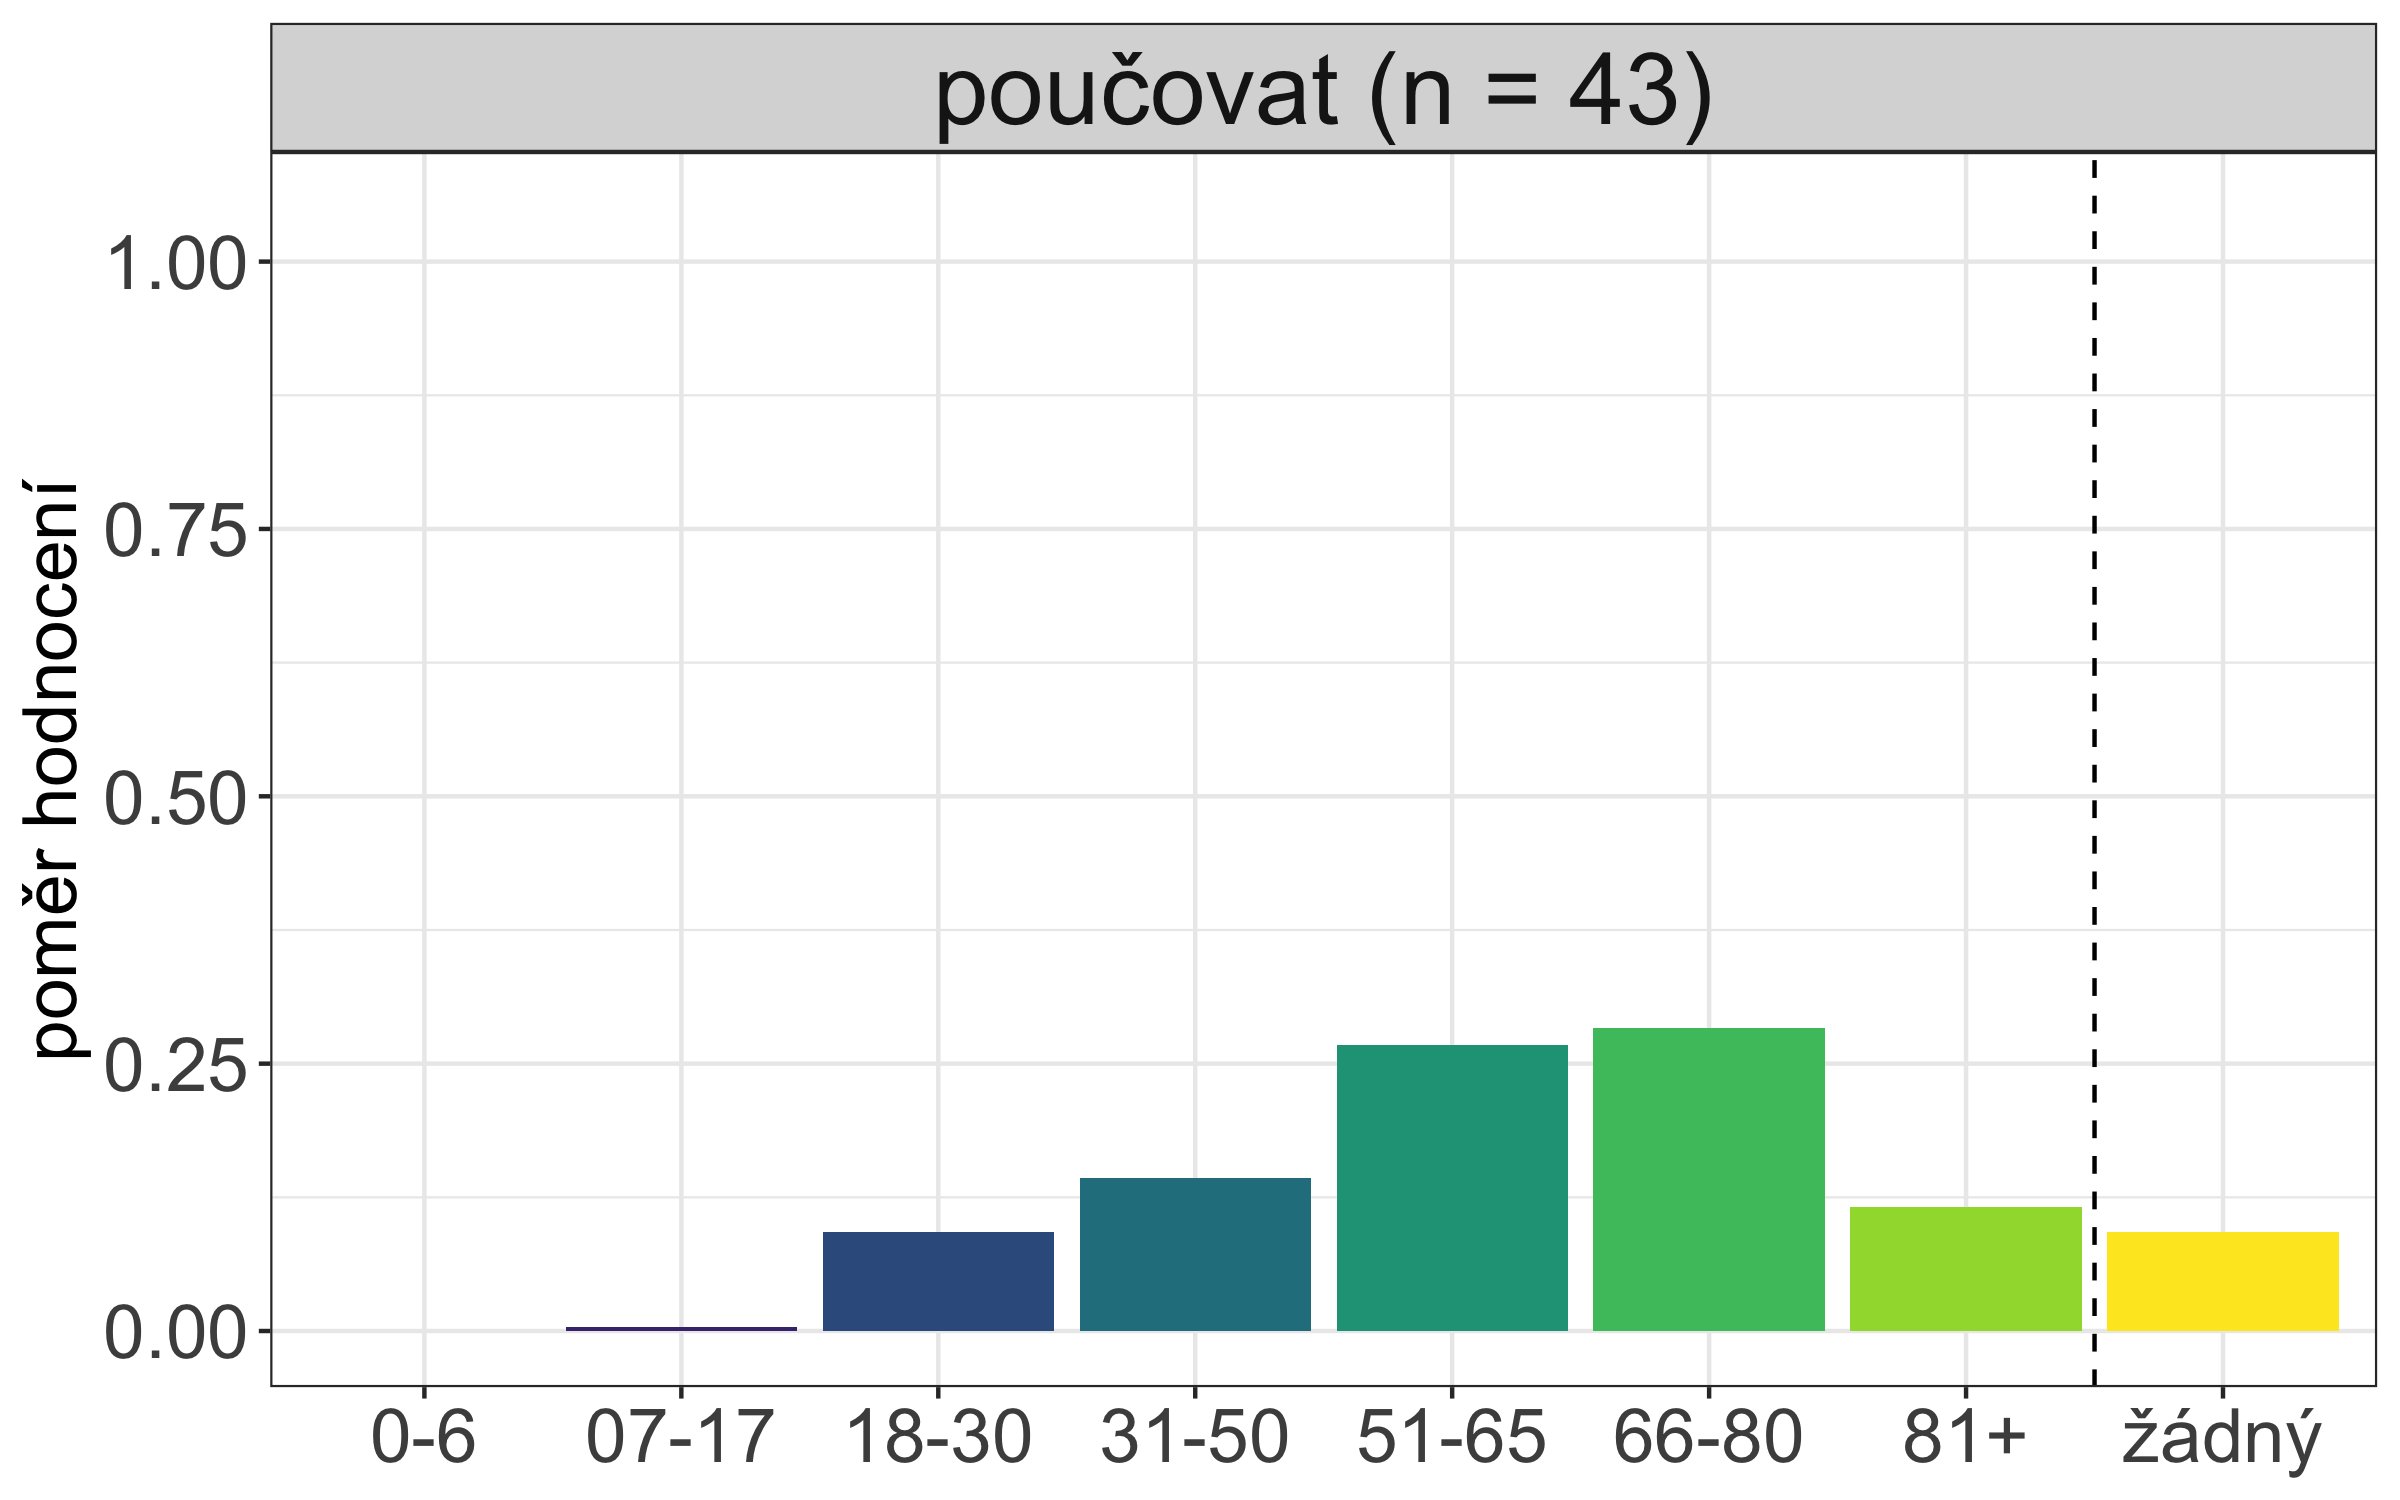 poučovat (n = 43)
poměr hodnocení
1.00
0.75
0.50
0.25
0.00
0-6 07-17 18-30 31-50 51-65 66-80 81+ žádný